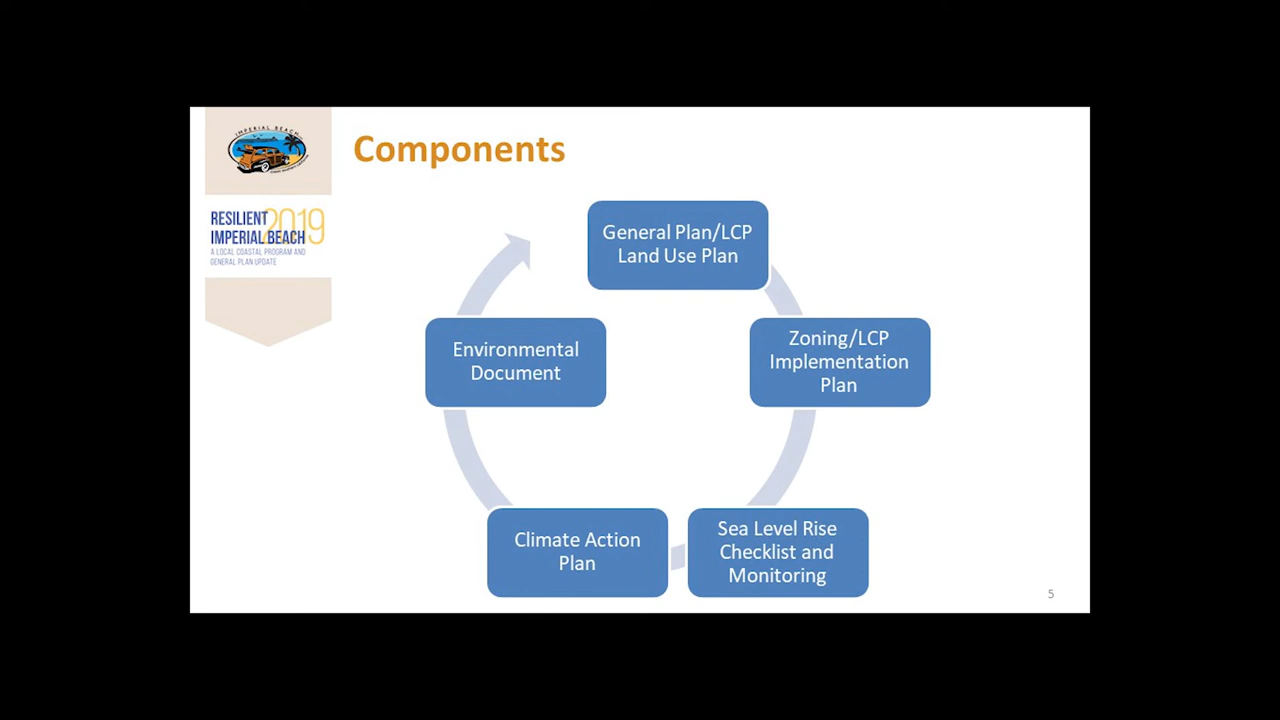 IMPERIAL BEACH
RESILIENT 2019
IMPERIAL BEACH
A LOCAL COASTAL PROGRAM AND
GENERAL PLAN UPDATE
Components
General Plan/LCP
Land Use Plan
Zoning/LCP
Implementation
Plan
Sea Level Rise
Checklist and
Monitoring
Climate Action
Plan
Environmental
Document
5